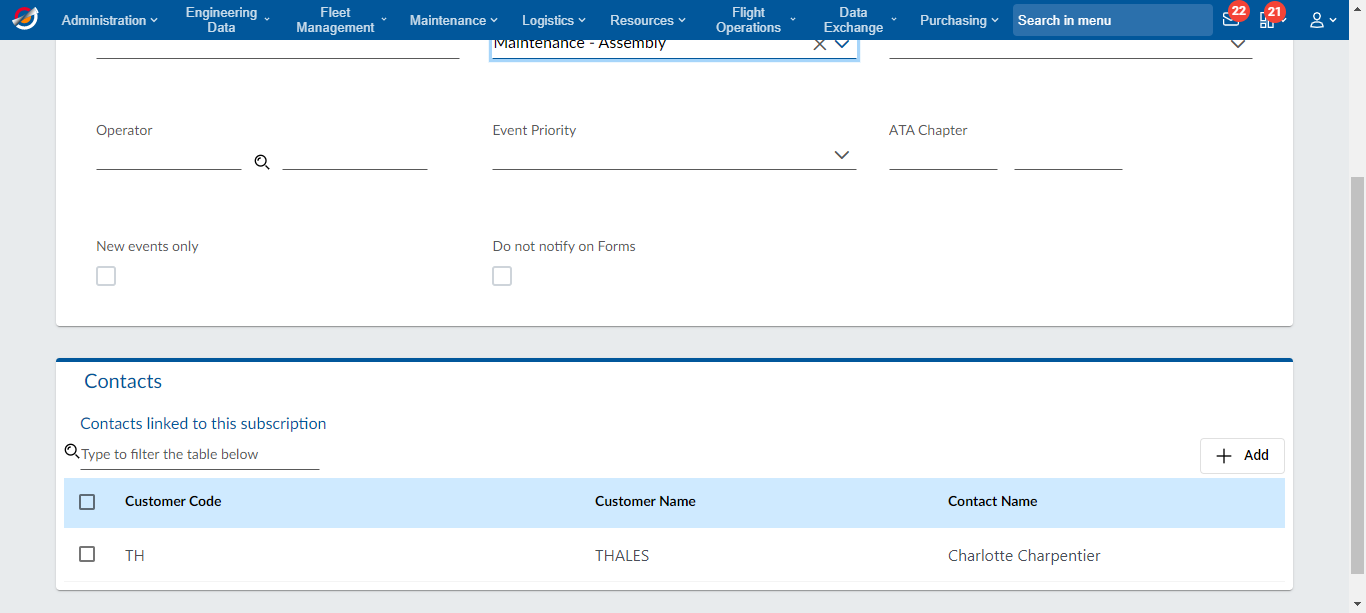 Administration
Engineering Data
Fleet Management
Maintenance
Logistics
Resources
Flight Operations
Data Exchange
Purchasing
Search in menu
22
21
Maintenance - Assembly
Operator
Event Priority
ATA Chapter
New events only
Do not notify on Forms
Contacts
Contacts linked to this subscription
Type to filter the table below
Add
Customer Code Customer Name Contact Name
TH THALES Charlotte Charpentier